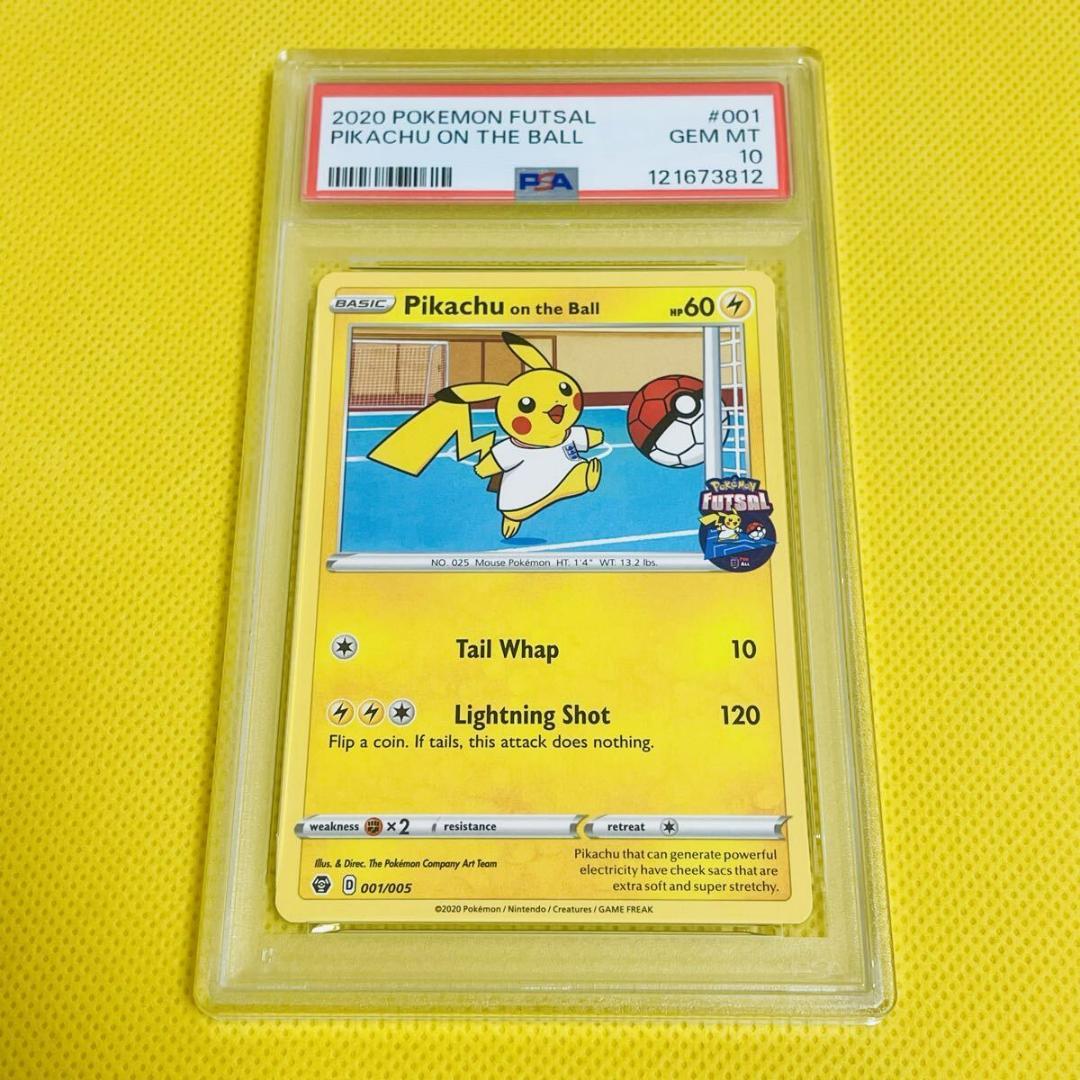 2020 POKEMON FUTSAL #001
PIKACHU ON THE BALL GEM MT
10
PSA 121673812
BASIC Pikachu on the Ball HP 60
POKéMON
FUTSAL
NO. 025 Mouse Pokémon HT. 1'4" WT. 13.2 lbs.
Tail Whap 10
Lightning Shot 120
Flip a coin. If tails, this attack does nothing.
weakness ×2 resistance retreat
Illus. & Direc. The Pokémon Company Art Team
Pikachu that can generate powerful
electricity have cheek sacs that are
extra soft and super stretchy.
D 001/005
©2020 Pokémon / Nintendo / Creatures / GAME FREAK